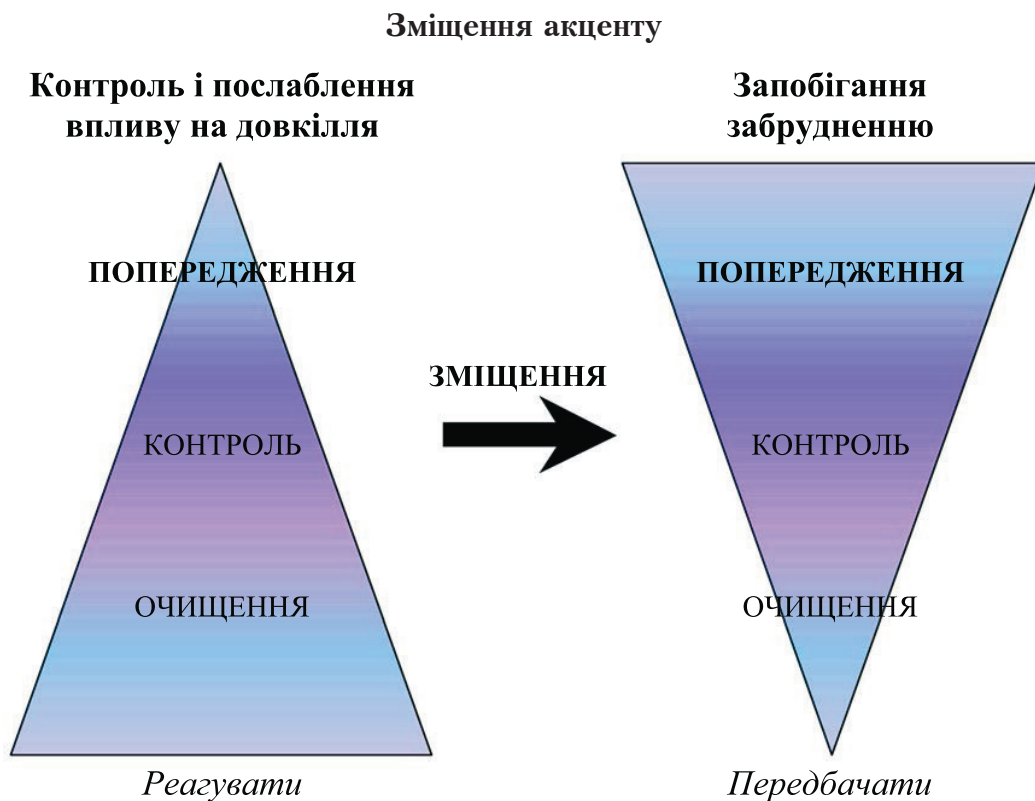 Зміщення акценту
Контроль і послаблення
впливу на довкілля
ПОПЕРЕДЖЕННЯ
КОНТРОЛЬ
ОЧИЩЕННЯ
Реагувати
ЗМІЩЕННЯ
Запобігання
забрудненню
ПОПЕРЕДЖЕННЯ
КОНТРОЛЬ
ОЧИЩЕННЯ
Передбачати